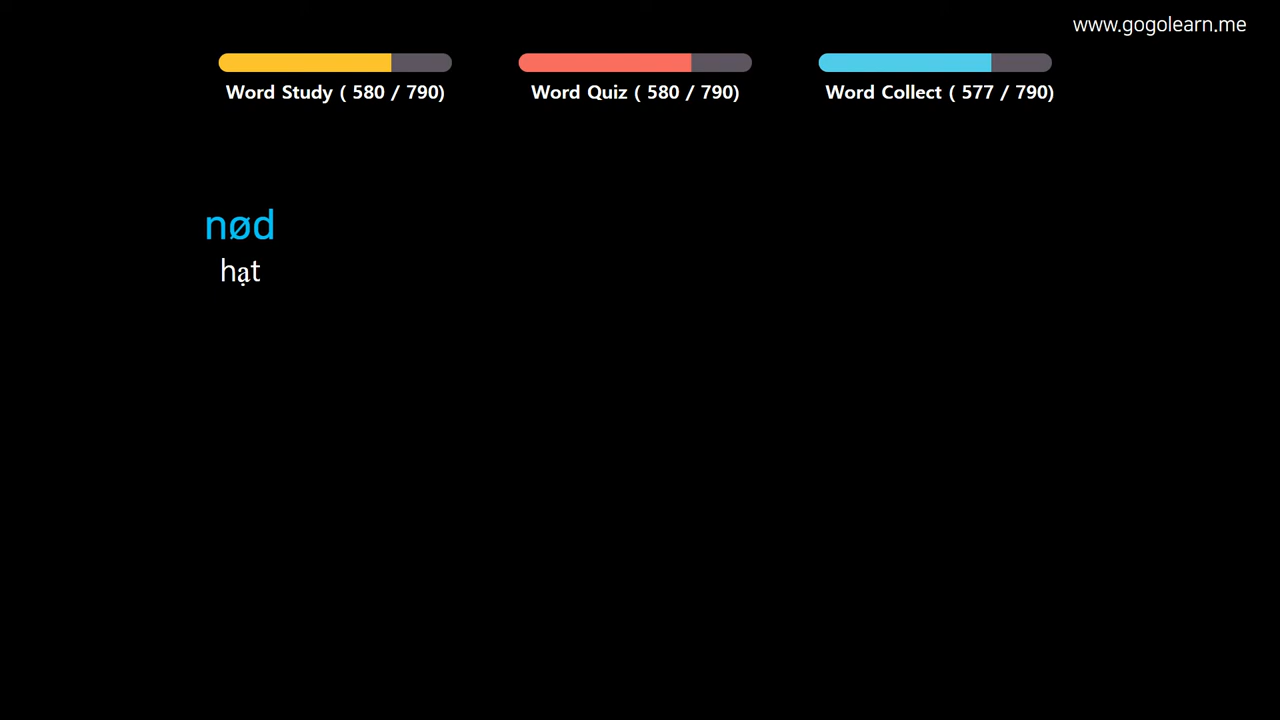 www.gogolearn.me
Word Study ( 580 / 790)
Word Quiz ( 580 / 790)
Word Collect ( 577 / 790)
nød
hạt